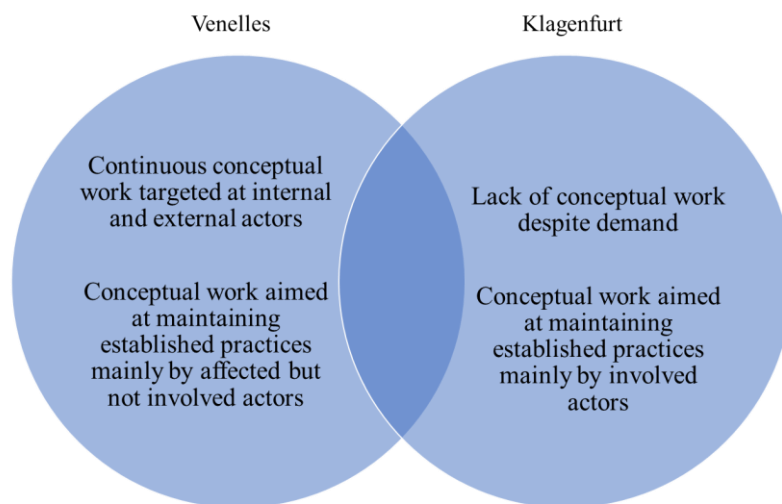 Venelles
Klagenfurt
Continuous conceptual
work targeted at internal
and external actors
Conceptual work aimed
at maintaining
established practices
mainly by affected but
not involved actors
Lack of conceptual work
despite demand
Conceptual work aimed
at maintaining
established practices
mainly by involved
actors